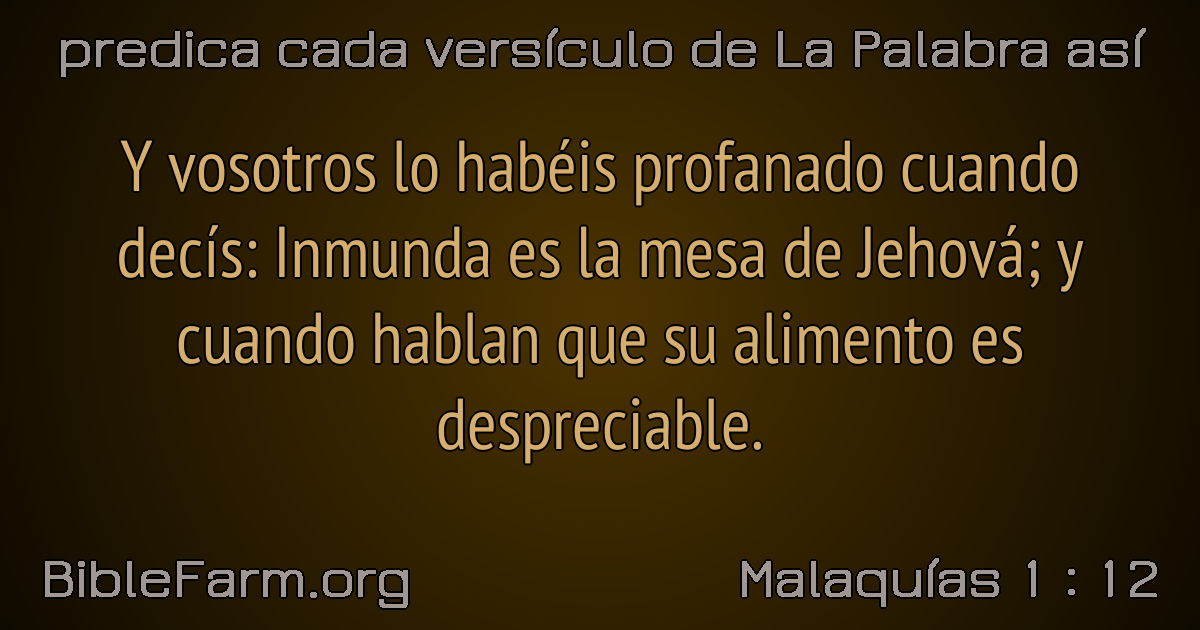 predica cada versículo de La Palabra así
Y vosotros lo habéis profanado cuando
decís: Inmunda es la mesa de Jehová; y
cuando hablan que su alimento es
despreciable.
BibleFarm.org
Malaquías 1 : 12